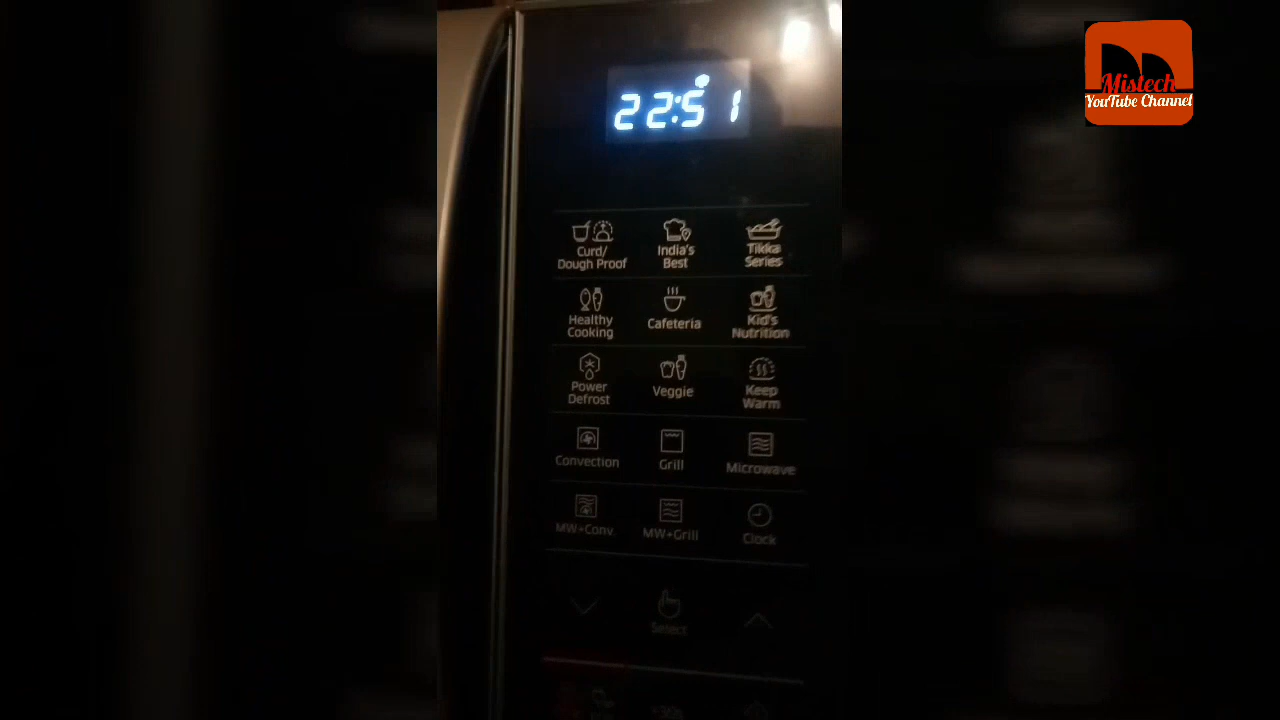 Mistech
YouTube Channel
22:51
Curd/
Dough Proof
India's
Best
Tikka
Series
Healthy
Cooking
Cafeteria
Kid's
Nutrition
Power
Defrost
Veggie
Keep
Warm
Convection
Grill
Microwave
MW+Conv.
MW+Grill
Clock
Select